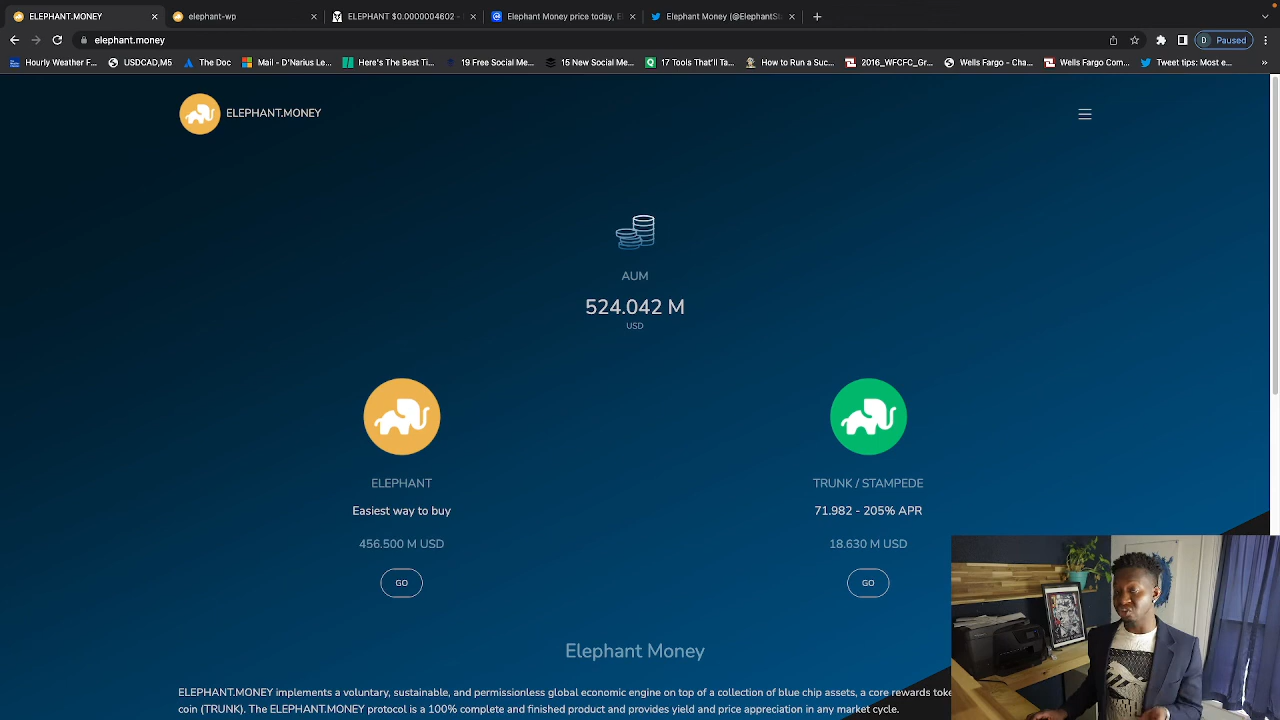 ELEPHANT.MONEY
elephant-wp
ELEPHANT $0.0000004602 -
Elephant Money price today, E
Elephant Money (@ElephantSt
elephant.money
D Paused
Hourly Weather F...
USDCAD,M5
The Doc
Mail - D'Narius Le...
Here's The Best Ti...
19 Free Social Me...
15 New Social Me...
17 Tools That'll Ta...
How to Run a Suc...
2016_WFCFC_Gr...
Wells Fargo - Cha...
Wells Fargo Com...
Tweet tips: Most e...
ELEPHANT.MONEY
AUM
524.042 M
USD
ELEPHANT
TRUNK / STAMPEDE
Easiest way to buy
71.982 - 205% APR
456.500 M USD
18.630 M USD
GO
GO
Elephant Money
ELEPHANT.MONEY implements a voluntary, sustainable, and permissionless global economic engine on top of a collection of blue chip assets, a core rewards toke
coin (TRUNK). The ELEPHANT.MONEY protocol is a 100% complete and finished product and provides yield and price appreciation in any market cycle.